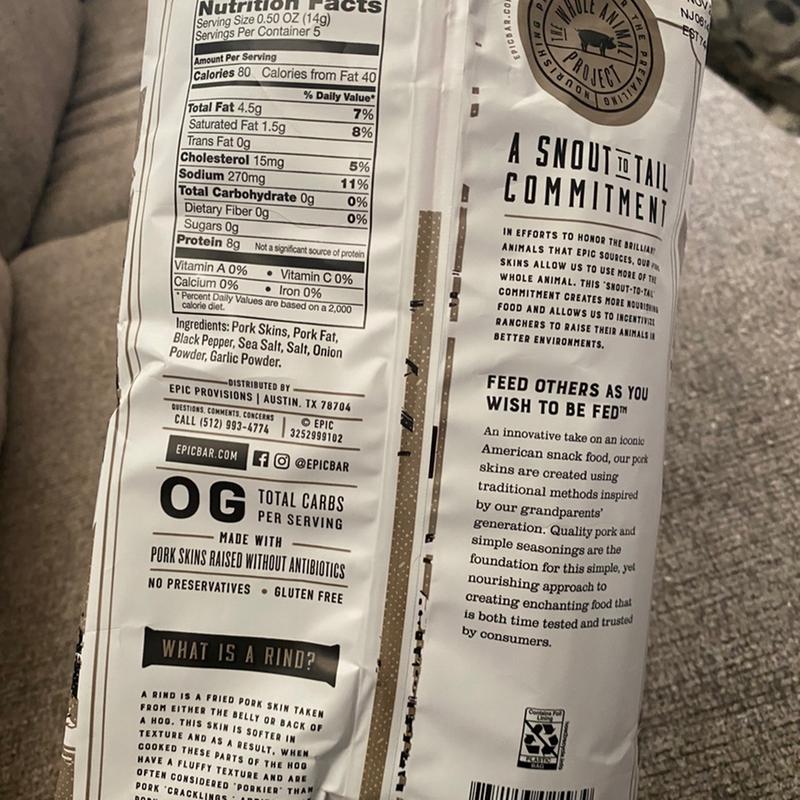 Nutrition Facts
Serving Size 0.50 OZ (14g)
Servings Per Container 5
Amount Per Serving
Calories 80 Calories from Fat 40
% Daily Value*
Total Fat 4.5g 7%
Saturated Fat 1.5g 8%
Trans Fat 0g
Cholesterol 15mg 5%
Sodium 270mg 11%
Total Carbohydrate 0g 0%
Dietary Fiber 0g 0%
Sugars 0g
Protein 8g Not a significant source of protein
Vitamin A 0% • Vitamin C 0%
Calcium 0% • Iron 0%
*Percent Daily Values are based on a 2,000
calorie diet.
Ingredients: Pork Skins, Pork Fat,
Black Pepper, Sea Salt, Salt, Onion
Powder, Garlic Powder.
DISTRIBUTED BY
EPIC PROVISIONS | AUSTIN, TX 78704
QUESTIONS, COMMENTS, CONCERNS
CALL (512) 993-4774
© EPIC
3252999102
EPICBAR.COM @EPICBAR
0G TOTAL CARBS
PER SERVING
MADE WITH
PORK SKINS RAISED WITHOUT ANTIBIOTICS
NO PRESERVATIVES • GLUTEN FREE
WHAT IS A RIND?
A RIND IS A FRIED PORK SKIN TAKEN
FROM EITHER THE BELLY OR BACK OF
A HOG. THIS SKIN IS SOFTER IN
TEXTURE AND AS A RESULT, WHEN
COOKED THESE PARTS OF THE HOG
HAVE A FLUFFY TEXTURE AND ARE
OFTEN CONSIDERED "PORKIER" THAN
PORK "CRACKLINGS."
EPICBAR.CO
THE WHOLE ANIMAL
PROJECT
NOURISHING
THE PREVAILING
A SNOUT TO TAIL
COMMITMENT
IN EFFORTS TO HONOR THE BRILLIANT
ANIMALS THAT EPIC SOURCES, OUR
SKINS ALLOW US TO USE MORE OF THE
WHOLE ANIMAL. THIS "SNOUT-TO-TAIL"
COMMITMENT CREATES MORE NOURISHING
FOOD AND ALLOWS US TO INCENTIVIZE
RANCHERS TO RAISE THEIR ANIMALS IN
BETTER ENVIRONMENTS.
FEED OTHERS AS YOU
WISH TO BE FED™
An innovative take on an iconic
American snack food, our pork
skins are created using
traditional methods inspired
by our grandparents'
generation. Quality pork and
simple seasonings are the
foundation for this simple, yet
nourishing approach to
creating enchanting food that
is both time tested and trusted
by consumers.
Contains Foil
Lining
PLASTIC
BAG